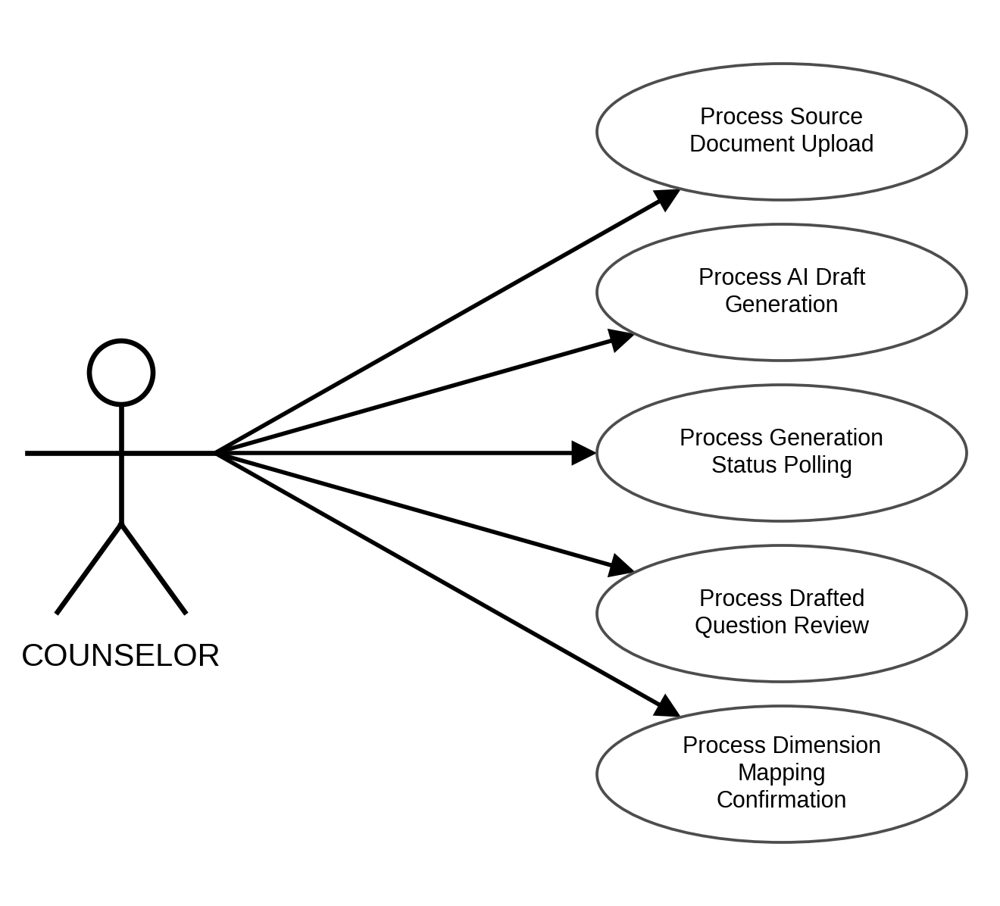 Process Source
Document Upload
Process AI Draft
Generation
Process Generation
Status Polling
Process Drafted
Question Review
COUNSELOR
Process Dimension
Mapping
Confirmation